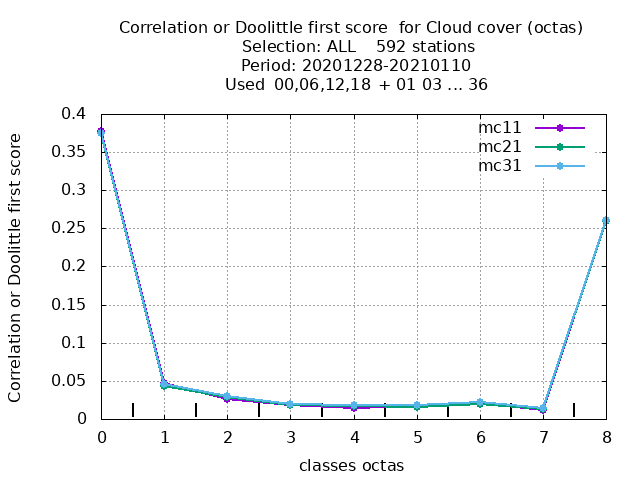 Correlation or Doolittle first score for Cloud cover (octas)
Selection: ALL 592 stations
Period: 20201228-20210110
Used 00,06,12,18 + 01 03 ... 36
Correlation or Doolittle first score
0.4
0.35
0.3
0.25
0.2
0.15
0.1
0.05
0
mc11
mc21
mc31
0 1 2 3 4 5 6 7 8
classes octas